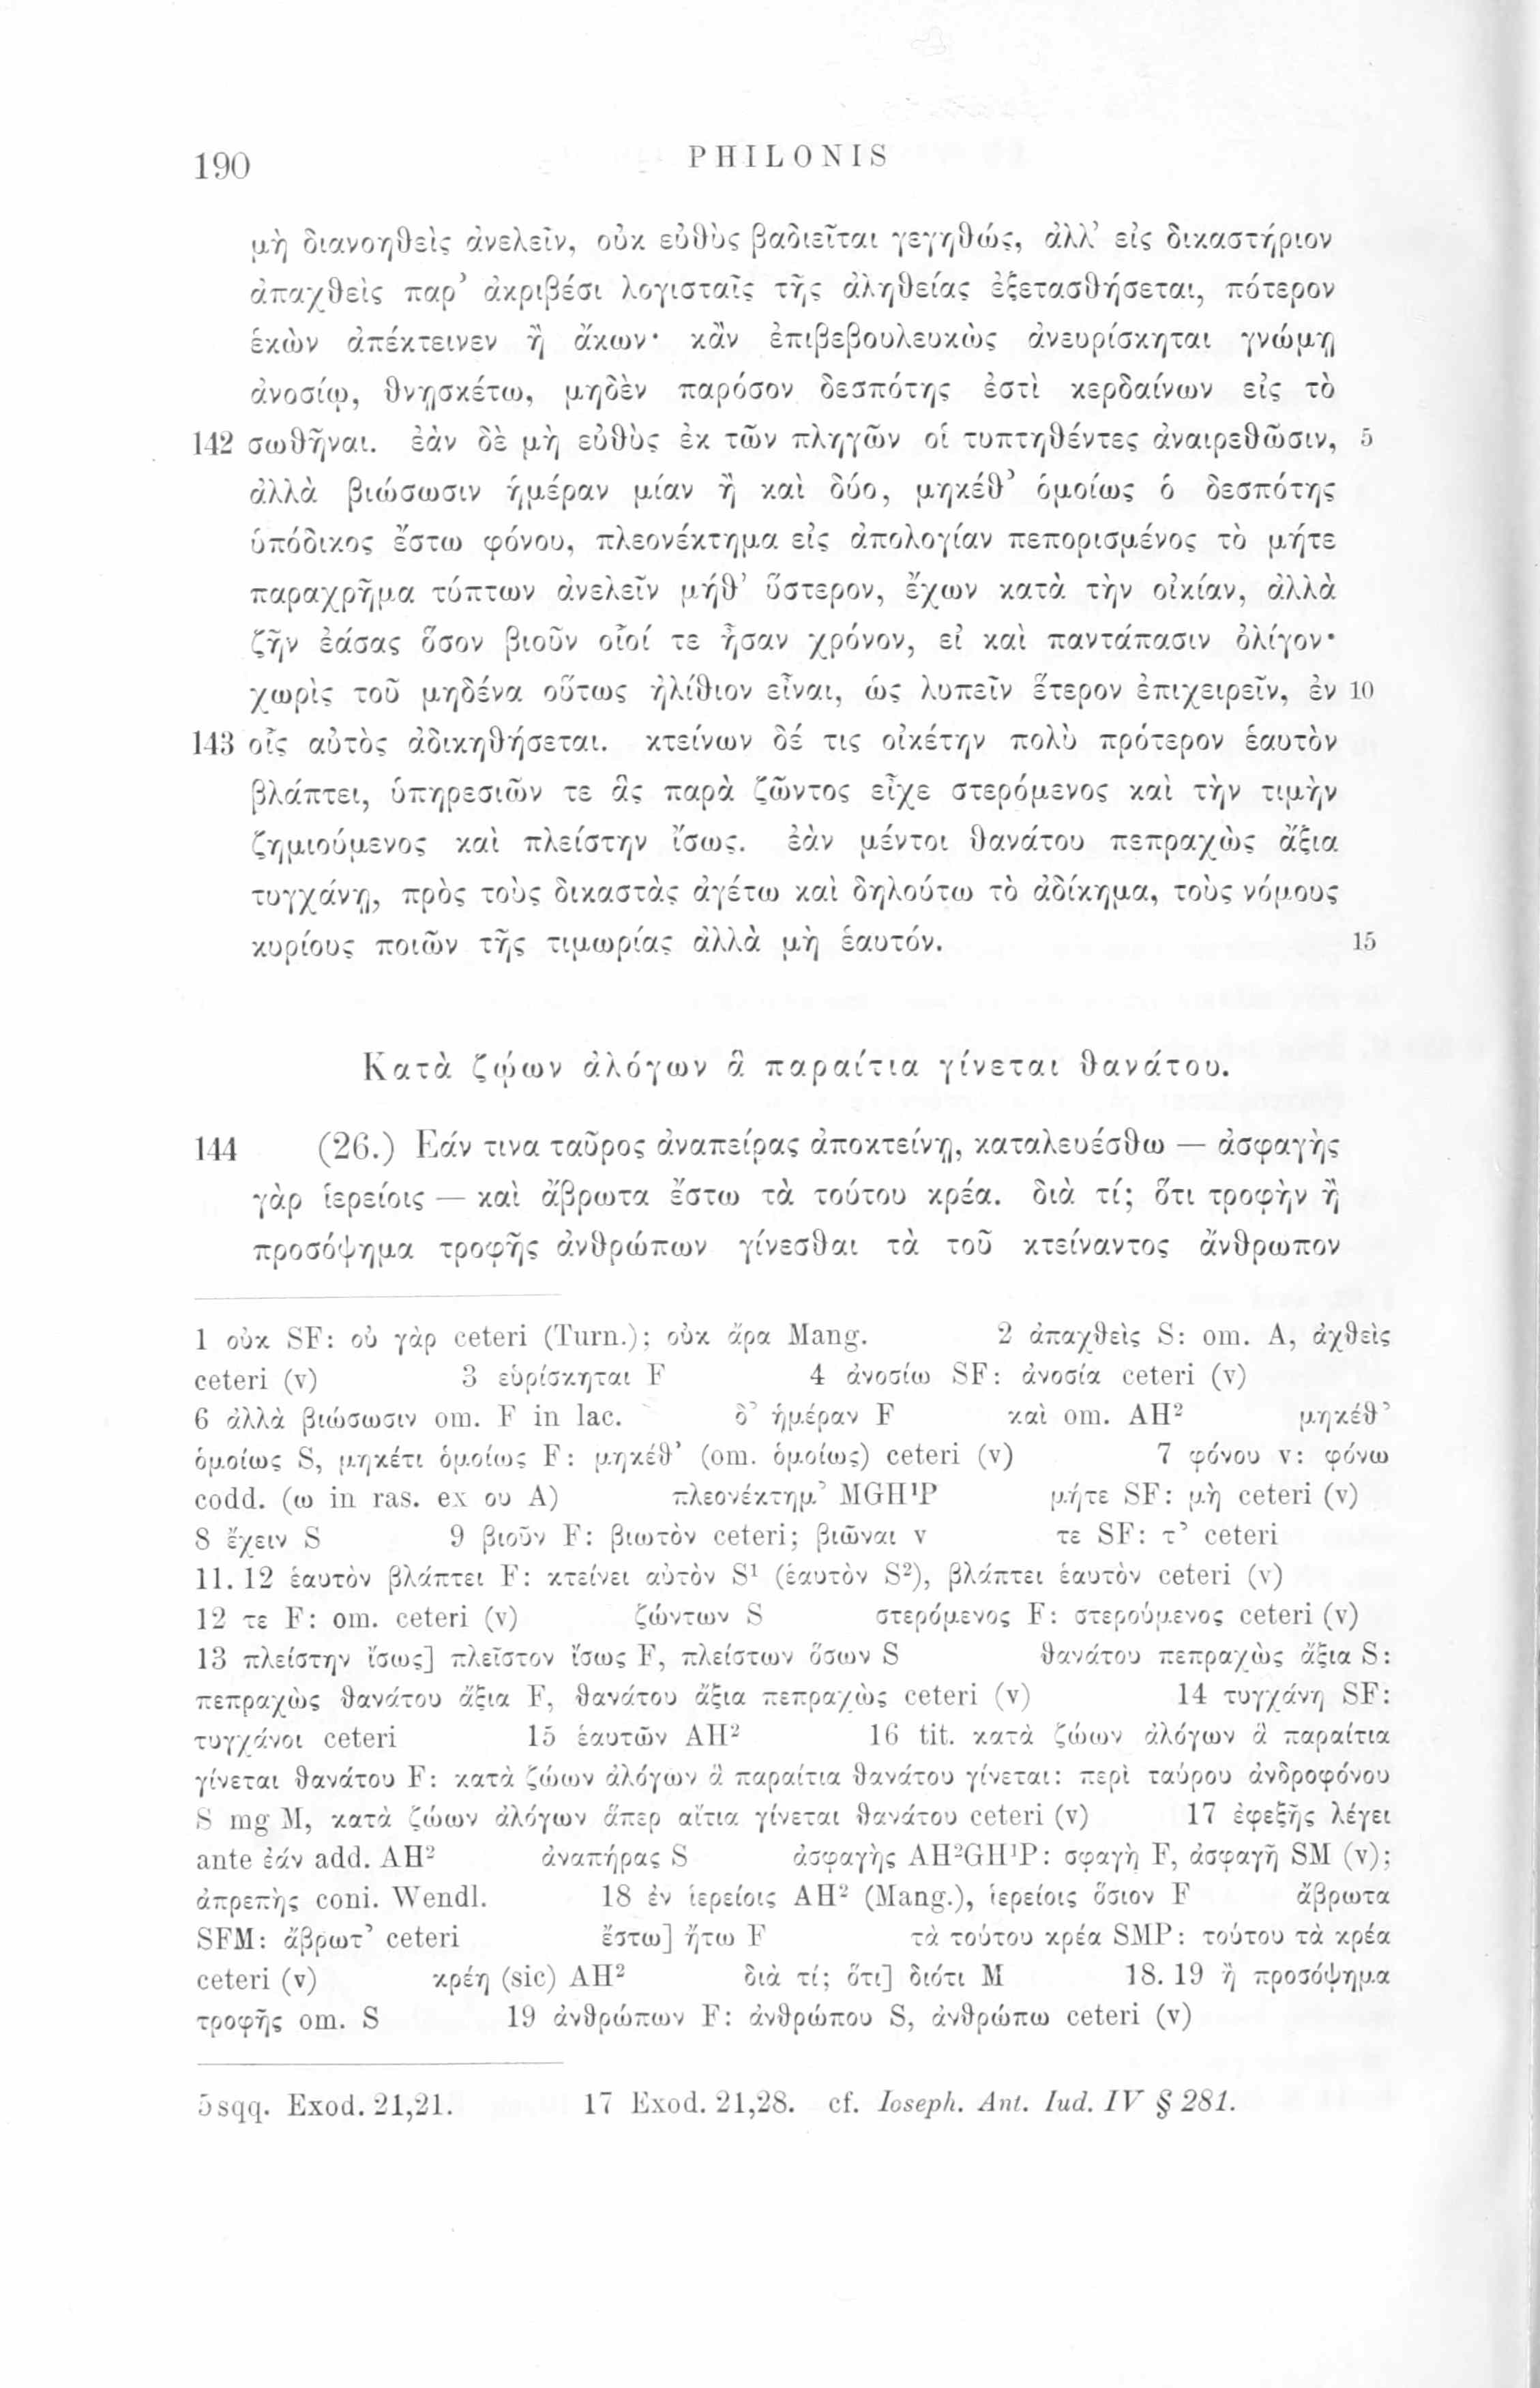 190
PHILONIS
μὴ διανοηθεὶς ἀνελεῖν, οὐκ εὐθὺς βαδιεῖται γεγηθώς, ἀλλ’ εἰς δικαστήριον
ἀπαχθεὶς παρ’ ἀκριβέσι λογισταῖς τῆς ἀληθείας ἐξετασθήσεται, πότερον
ἑκὼν ἀπέκτεινεν ἢ ἄκων· κἂν ἐπιβεβουλευκὼς ἀνευρίσκηται γνώμῃ
ἀνοσίῳ, θνῃσκέτω, μηδὲν παρόσον δεσπότης ἐστὶ κερδαίνων εἰς τὸ
142 σωθῆναι. ἐὰν δὲ μὴ εὐθὺς ἐκ τῶν πληγῶν οἱ τυπτηθέντες ἀναιρεθῶσιν, 5
ἀλλὰ βιώσωσιν ἡμέραν μίαν ἢ καὶ δύο, μηκέθ’ ὁμοίως ὁ δεσπότης
ὑπόδικος ἔστω φόνου, πλεονέκτημα εἰς ἀπολογίαν πεπορισμένος τὸ μήτε
παραχρῆμα τύπτων ἀνελεῖν μήθ’ ὕστερον, ἔχων κατὰ τὴν οἰκίαν, ἀλλὰ
ζῆν ἐάσας ὅσον βιοῦν οἷοί τε ἦσαν χρόνον, εἰ καὶ παντάπασιν ὀλίγον·
χωρὶς τοῦ μηδένα οὕτως ἠλίθιον εἶναι, ὡς λυπεῖν ἕτερον ἐπιχειρεῖν, ἐν 10
143 οἷς αὐτὸς ἀδικηθήσεται. κτείνων δέ τις οἰκέτην πολὺ πρότερον ἑαυτὸν
βλάπτει, ὑπηρεσιῶν τε ἃς παρὰ ζῶντος εἶχε στερόμενος καὶ τὴν τιμὴν
ζημιούμενος καὶ πλείστην ἴσως. ἐὰν μέντοι θανάτου πεπραχὼς ἄξια
τυγχάνῃ, πρὸς τοὺς δικαστὰς ἀγέτω καὶ δηλούτω τὸ ἀδίκημα, τοὺς νόμους
κυρίους ποιῶν τῆς τιμωρίας ἀλλὰ μὴ ἑαυτόν. 15
Κατὰ ζῴων ἀλόγων ἃ παραίτια γίνεται θανάτου.
144 (26.) Ἐάν τινα ταῦρος ἀναπείρας ἀποκτείνῃ, καταλευέσθω — ἀσφαγὴς
γὰρ ἱερείοις — καὶ ἄβρωτα ἔστω τὰ τούτου κρέα. διὰ τί; ὅτι τροφὴν ἢ
προσόψημα τροφῆς ἀνθρώπων γίνεσθαι τὰ τοῦ κτείναντος ἄνθρωπον
1 οὐκ SF: οὐ γὰρ ceteri (Turn.); οὐκ ἄρα Mang. 2 ἀπαχθεὶς S: om. A, ἀχθεὶς
ceteri (v) 3 εὑρίσκηται F 4 ἀνοσίω SF: ἀνοσία ceteri (v)
6 ἀλλὰ βιώσωσιν om. F in lac. δ’ ἡμέραν F καὶ om. AH² μηκέθ’
ὁμοίως S, μηκέτι ὁμοίως F: μηκέθ’ (om. ὁμοίως) ceteri (v) 7 φόνου v: φόνω
codd. (ω in ras. ex ου A) πλεονέκτημ’ MGH¹P μήτε SF: μὴ ceteri (v)
8 ἔχειν S 9 βιοῦν F: βιωτὸν ceteri; βιῶναι v τε SF: τ’ ceteri
11. 12 ἑαυτὸν βλάπτει F: κτείνει αὐτὸν S¹ (ἑαυτὸν S²), βλάπτει ἑαυτὸν ceteri (v)
12 τε F: om. ceteri (v) ζώντων S στερόμενος F: στερούμενος ceteri (v)
13 πλείστην ἴσως] πλεῖστον ἴσως F, πλείστων ὅσων S θανάτου πεπραχὼς ἄξια S:
πεπραχὼς θανάτου ἄξια F, θανάτου ἄξια πεπραχὼς ceteri (v) 14 τυγχάνη SF:
τυγχάνοι ceteri 15 ἑαυτῶν AH² 16 tit. κατὰ ζώων ἀλόγων ἃ παραίτια
γίνεται θανάτου F: κατὰ ζώων ἀλόγων ἃ παραίτια θανάτου γίνεται: περὶ ταύρου ἀνδροφόνου
S mg M, κατὰ ζώων ἀλόγων ἅπερ αἴτια γίνεται θανάτου ceteri (v) 17 ἐφεξῆς λέγει
ante ἐάν add. AH² ἀναπήρας S ἀσφαγὴς AH²GH¹P: σφαγὴ F, ἀσφαγῆ SM (v);
ἀπρεπὴς coni. Wendl. 18 ἐν ἱερείοις AH² (Mang.), ἱερείοις ὅσιον F ἄβρωτα
SFM: ἄβρωτ’ ceteri ἔστω] ἤτω F τὰ τούτου κρέα SMP: τούτου τὰ κρέα
ceteri (v) κρέη (sic) AH² διὰ τί; ὅτι] διότι M 18. 19 ἢ προσόψημα
τροφῆς om. S 19 ἀνθρώπων F: ἀνθρώπου S, ἀνθρώπω ceteri (v)
5 sqq. Exod. 21,21. 17 Exod. 21,28. cf. Ioseph. Ant. Iud. IV § 281.